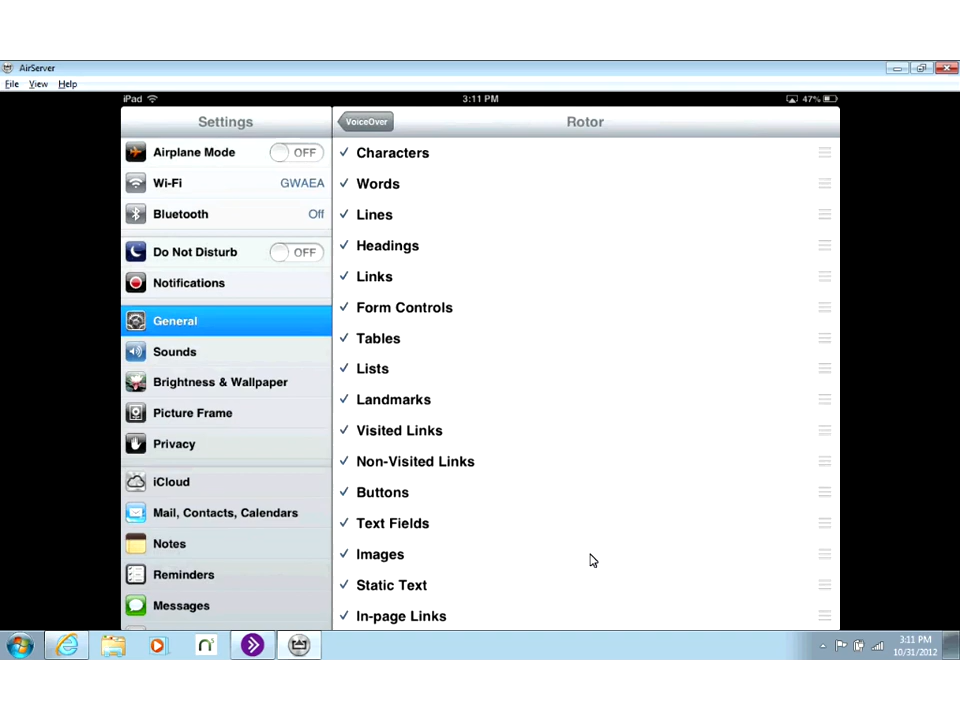 AirServer
File View Help
iPad 3:11 PM 47%
Settings VoiceOver Rotor
Airplane Mode OFF
Wi-Fi GWAEA
Bluetooth Off
Do Not Disturb OFF
Notifications
General
Sounds
Brightness & Wallpaper
Picture Frame
Privacy
iCloud
Mail, Contacts, Calendars
Notes
Reminders
Messages
Characters
Words
Lines
Headings
Links
Form Controls
Tables
Lists
Landmarks
Visited Links
Non-Visited Links
Buttons
Text Fields
Images
Static Text
In-page Links
3:11 PM
10/31/2012